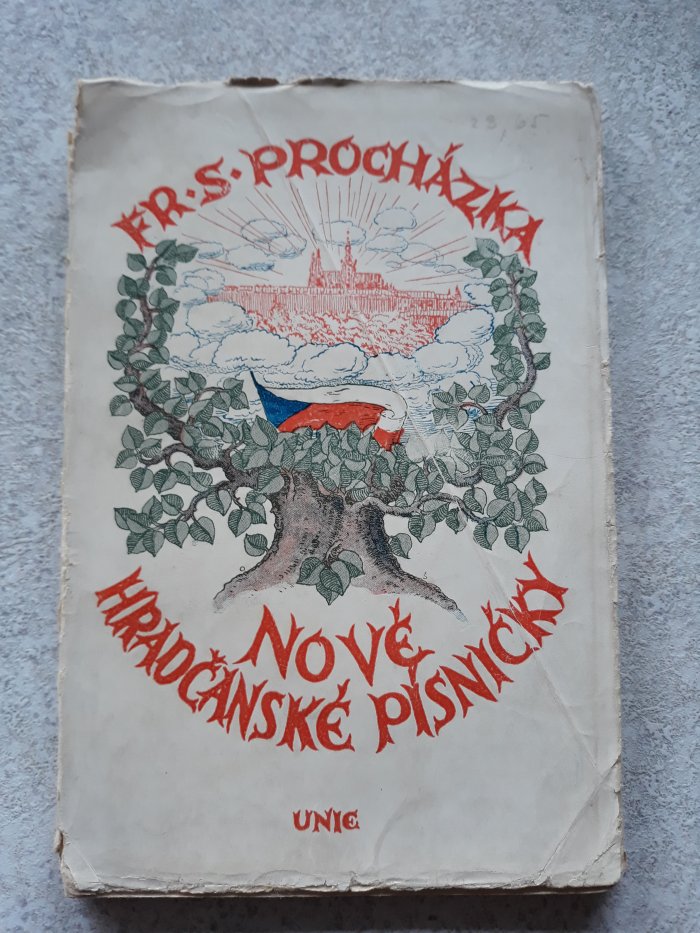 FR. S. PROCHÁZKA
NOVÉ
HRADČANSKÉ PÍSNIČKY
UNIE